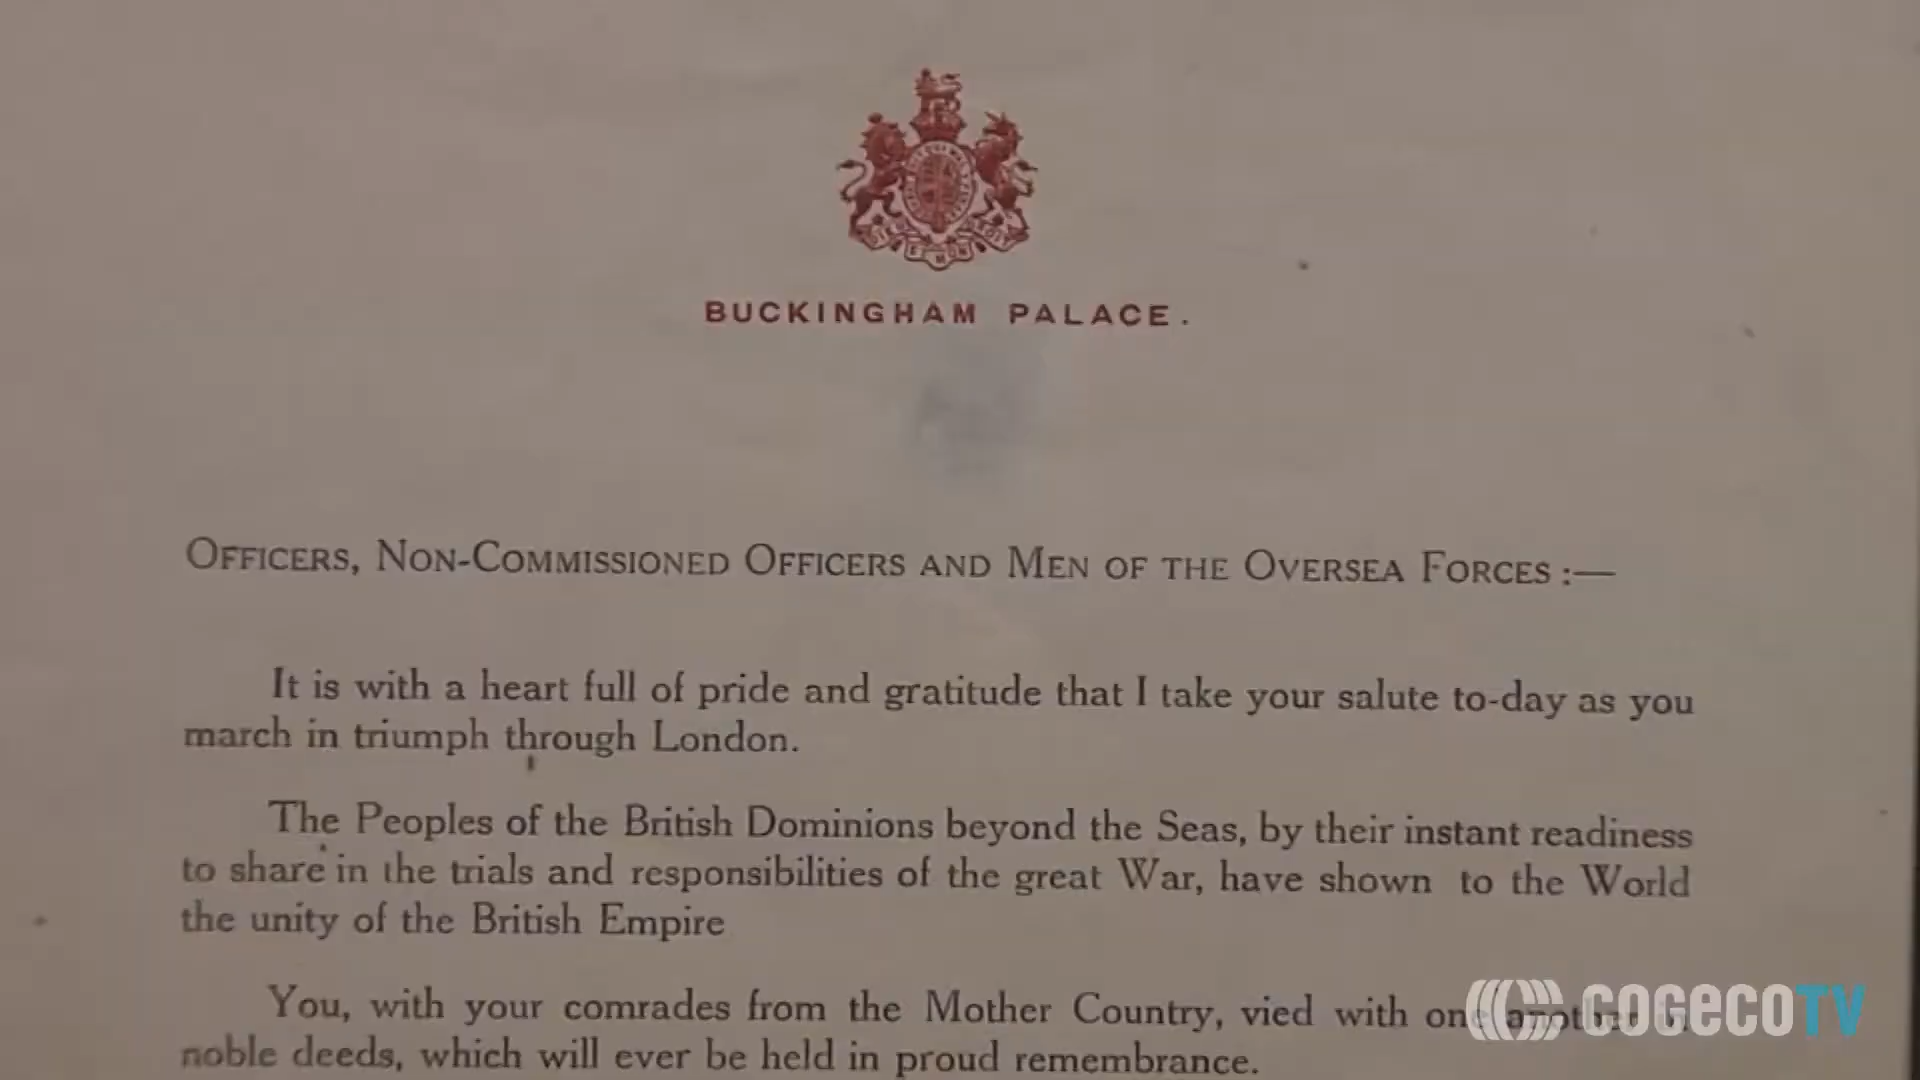 BUCKINGHAM PALACE.
OFFICERS, NON-COMMISSIONED OFFICERS AND MEN OF THE OVERSEA FORCES :—
It is with a heart full of pride and gratitude that I take your salute to-day as you
march in triumph through London.
The Peoples of the British Dominions beyond the Seas, by their instant readiness
to share in the trials and responsibilities of the great War, have shown to the World
the unity of the British Empire
You, with your comrades from the Mother Country, vied with one another in
noble deeds, which will ever be held in proud remembrance.
COGECOTV